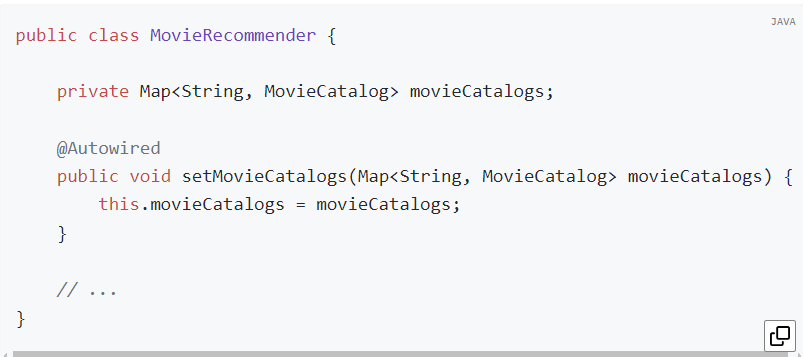 JAVA
public class MovieRecommender {
    private Map<String, MovieCatalog> movieCatalogs;
    @Autowired
    public void setMovieCatalogs(Map<String, MovieCatalog> movieCatalogs) {
        this.movieCatalogs = movieCatalogs;
    }
    // ...
}